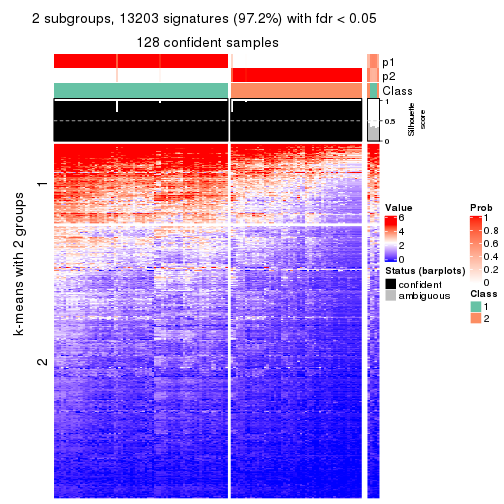 2 subgroups, 13203 signatures (97.2%) with fdr < 0.05
128 confident samples
p1
p2
Class
1
0.5
0
Silhouette
score
k-means with 2 groups
1
2
Value
6
4
2
0
Status (barplots)
confident
ambiguous
Prob
1
0.8
0.6
0.4
0.2
0
Class
1
2